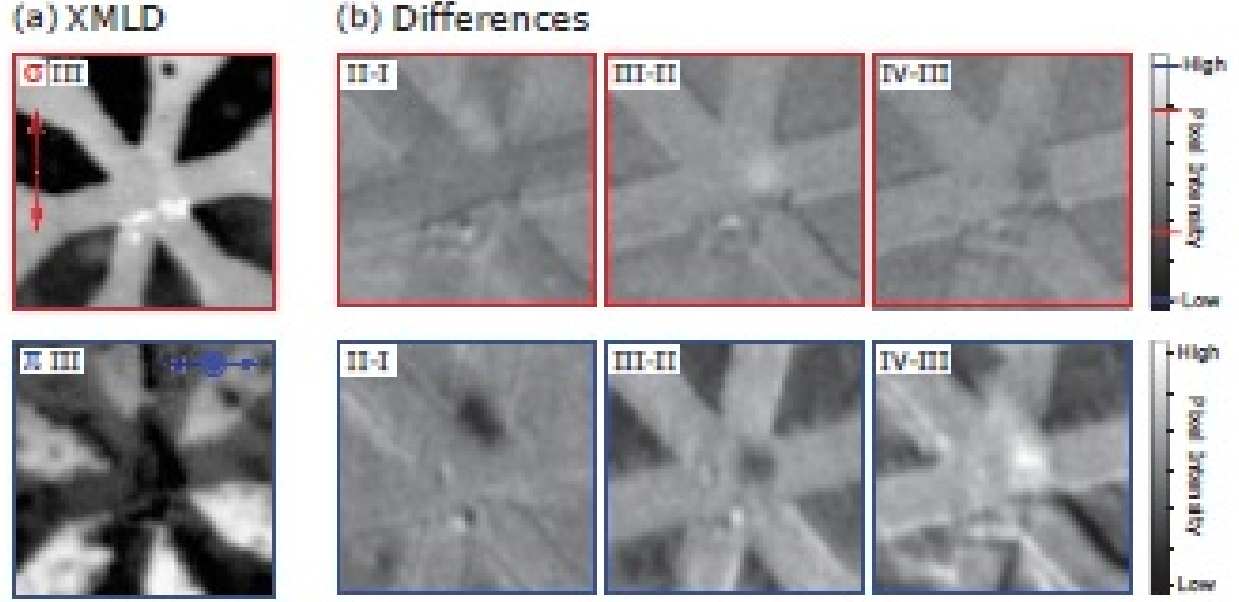 (a) XMLD
(b) Differences
σ III
II-I
III-II
IV-III
High
Pixel Intensity
Low
π III
II-I
III-II
IV-III
High
Pixel Intensity
Low